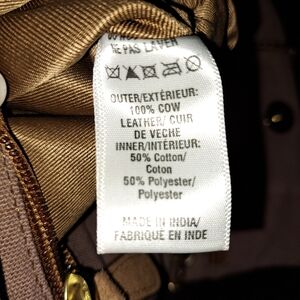 NE PAS LAVER
OUTER/EXTÉRIEUR:
100% COW
LEATHER/ CUIR
DE VECHE
INNER/INTÉRIEUR:
50% Cotton/
Coton
50% Polyester/
Polyester
MADE IN INDIA/
FABRIQUÉ EN INDE